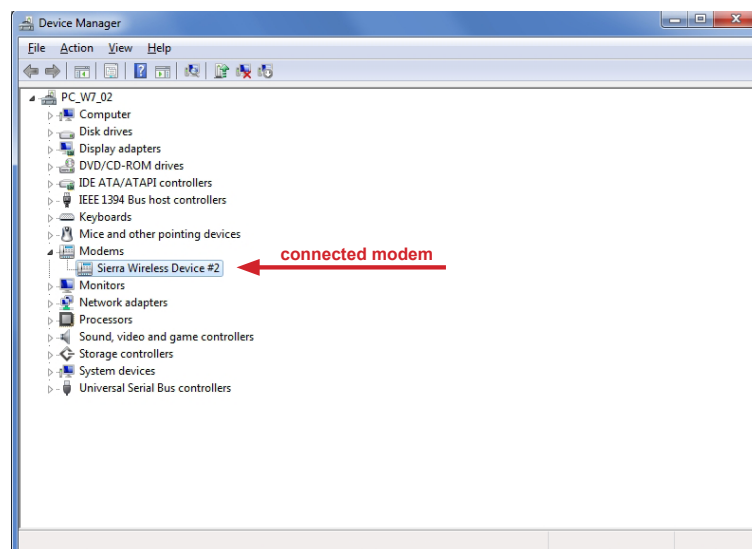 Device Manager
File Action View Help
PC_W7_02
Computer
Disk drives
Display adapters
DVD/CD-ROM drives
IDE ATA/ATAPI controllers
IEEE 1394 Bus host controllers
Keyboards
Mice and other pointing devices
Modems
Sierra Wireless Device #2
connected modem
Monitors
Network adapters
Processors
Sound, video and game controllers
Storage controllers
System devices
Universal Serial Bus controllers